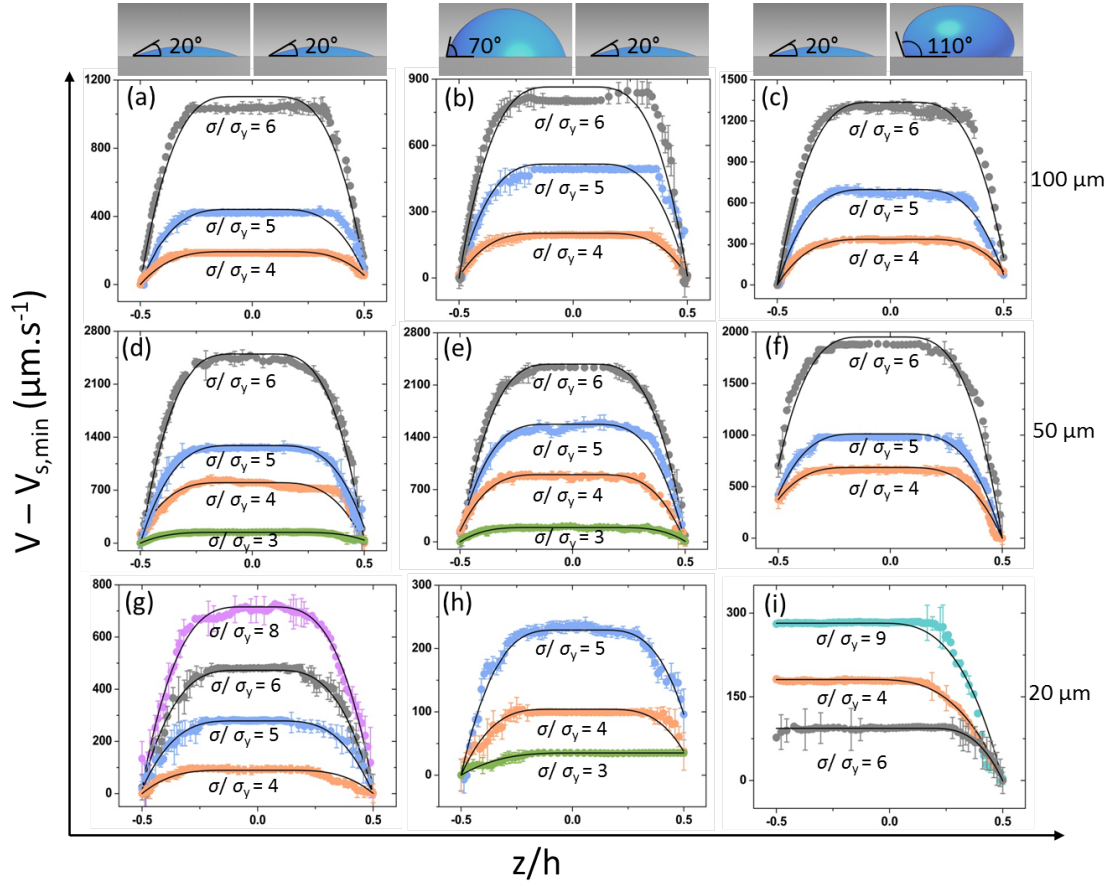 20° 20° 70° 20° 20° 110°
(a) (b) (c)
1200
800
400
0
-0.5 0.0 0.5
σ/ σy = 6
σ/ σy = 5
σ/ σy = 4
900
600
300
0
-0.5 0.0 0.5
σ/ σy = 6
σ/ σy = 5
σ/ σy = 4
1500
1200
900
600
300
0
-0.5 0.0 0.5
σ/ σy = 6
σ/ σy = 5
σ/ σy = 4
100 µm
(d) (e) (f)
2800
2100
1400
700
0
-0.5 0.0 0.5
σ/ σy = 6
σ/ σy = 5
σ/ σy = 4
σ/ σy = 3
2800
2100
1400
700
0
-0.5 0.0 0.5
σ/ σy = 6
σ/ σy = 5
σ/ σy = 4
σ/ σy = 3
2000
1500
1000
500
0
-0.5 0.0 0.5
σ/ σy = 6
σ/ σy = 5
σ/ σy = 4
50 µm
(g) (h) (i)
800
600
400
200
0
-0.5 0.0 0.5
σ/ σy = 8
σ/ σy = 6
σ/ σy = 5
σ/ σy = 4
300
200
100
0
-0.5 0.0 0.5
σ/ σy = 5
σ/ σy = 4
σ/ σy = 3
300
150
0
-0.5 0.0 0.5
σ/ σy = 9
σ/ σy = 4
σ/ σy = 6
20 µm
V – Vs,min (µm.s-1)
z/h